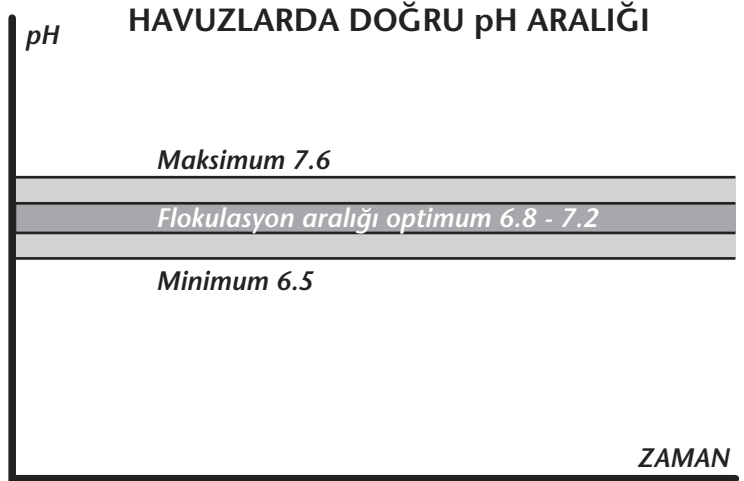 HAVUZLARDA DOĞRU pH ARALIĞI
pH
Maksimum 7.6
Flokulasyon aralığı optimum 6.8 - 7.2
Minimum 6.5
ZAMAN